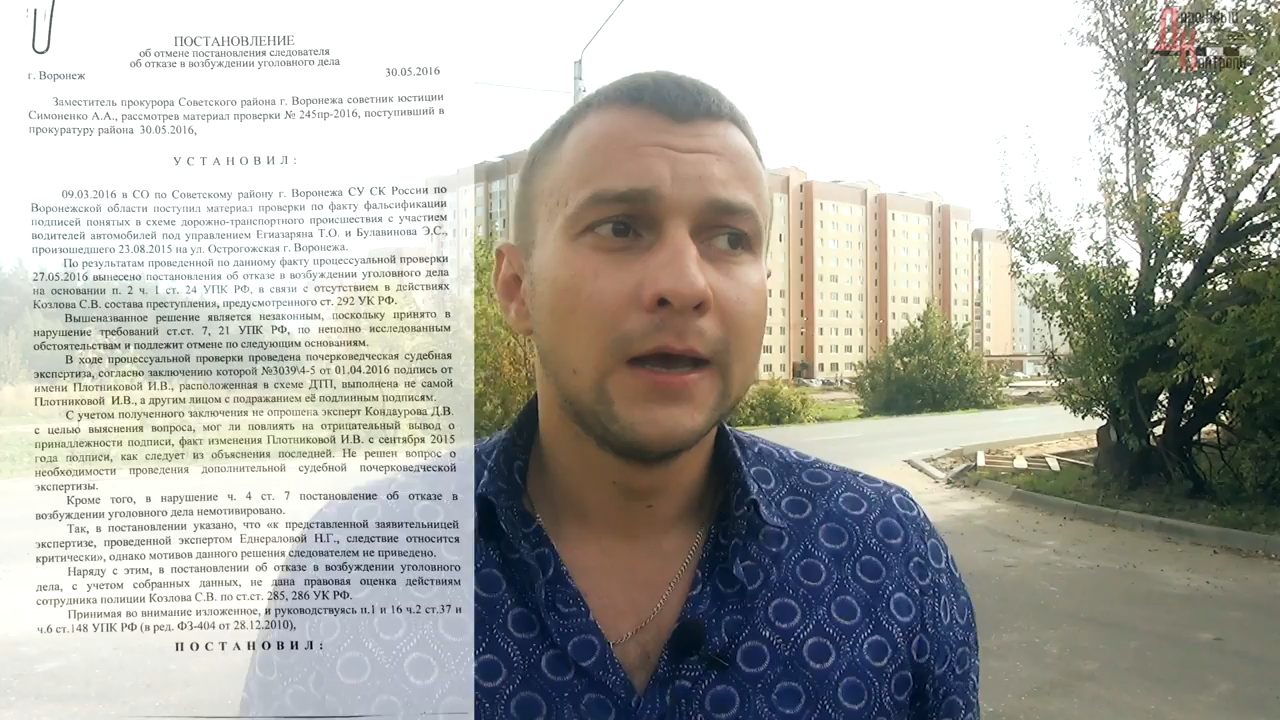 ПОСТАНОВЛЕНИЕ
об отмене постановления следователя
об отказе в возбуждении уголовного дела
г. Воронеж 30.05.2016
Заместитель прокурора Советского района г. Воронежа советник юстиции
Симоненко А.А., рассмотрев материал проверки № 245пр-2016, поступивший в
прокуратуру района 30.05.2016,
У С Т А Н О В И Л :
09.03.2016 в СО по Советскому району г. Воронежа СУ СК России по
Воронежской области поступил материал проверки по факту фальсификации
подписей понятых в схеме дорожно-транспортного происшествия с участием
водителей автомобилей под управлением Егиазаряна Т.О. и Булавинова Э.С.,
произошедшего 23.08.2015 на ул. Острогожская г. Воронежа.
По результатам проведенной по данному факту процессуальной проверки
27.05.2016 вынесено постановления об отказе в возбуждении уголовного дела
на основании п. 2 ч. 1 ст. 24 УПК РФ, в связи с отсутствием в действиях
Козлова С.В. состава преступления, предусмотренного ст. 292 УК РФ.
Вышеназванное решение является незаконным, поскольку принято в
нарушение требований ст.ст. 7, 21 УПК РФ, по неполно исследованным
обстоятельствам и подлежит отмене по следующим основаниям.
В ходе процессуальной проверки проведена почерковедческая судебная
экспертиза, согласно заключению которой №3039\4-5 от 01.04.2016 подпись от
имени Плотниковой И.В., расположенная в схеме ДТП, выполнена не самой
Плотниковой И.В., а другим лицом с подражанием её подлинным подписям.
С учетом полученного заключения не опрошена эксперт Кондаурова Д.В.
с целью выяснения вопроса, мог ли повлиять на отрицательный вывод о
принадлежности подписи, факт изменения Плотниковой И.В. с сентября 2015
года подписи, как следует из объяснения последней. Не решен вопрос о
необходимости проведения дополнительной судебной почерковедческой
экспертизы.
Кроме того, в нарушение ч. 4 ст. 7 постановление об отказе в
возбуждении уголовного дела немотивировано.
Так, в постановлении указано, что «к представленной заявительницей
экспертизе, проведенной экспертом Еднераловой Н.Г., следствие относится
критически», однако мотивов данного решения следователем не приведено.
Наряду с этим, в постановлении об отказе в возбуждении уголовного
дела, с учетом собранных данных, не дана правовая оценка действиям
сотрудника полиции Козлова С.В. по ст.ст. 285, 286 УК РФ.
Принимая во внимание изложенное, и руководствуясь п.1 и 16 ч.2 ст.37 и
ч.6 ст.148 УПК РФ (в ред. ФЗ-404 от 28.12.2010),
П О С Т А Н О В И Л :
Дорожный
Контроль